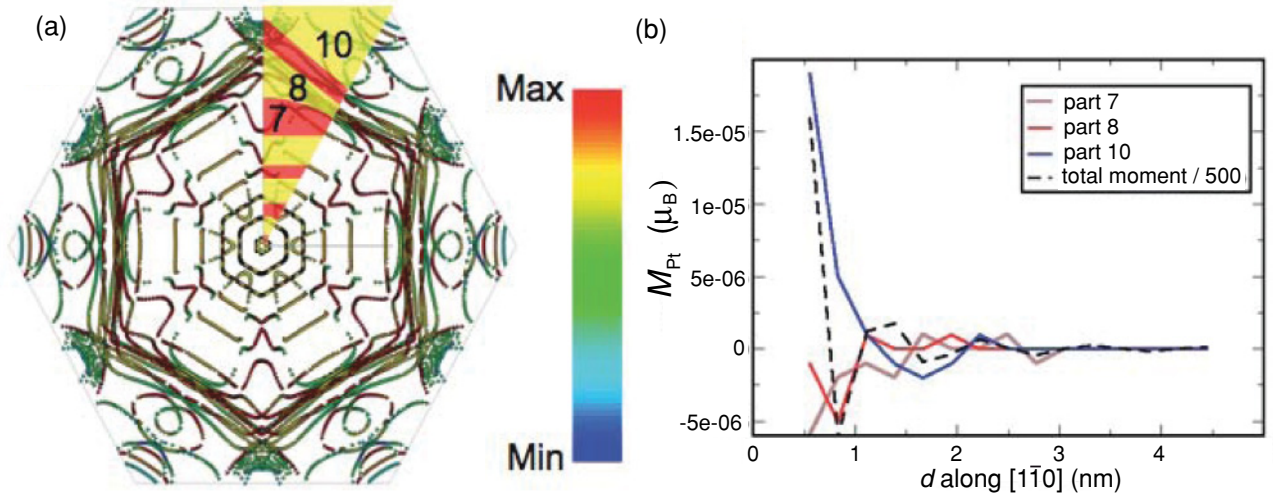 (a)
10
8
7
Max
Min
(b)
part 7
part 8
part 10
total moment / 500
1.5e-05
1e-05
5e-06
0
-5e-06
M_Pt (μ_B)
0 1 2 3 4
d along [11̄0] (nm)